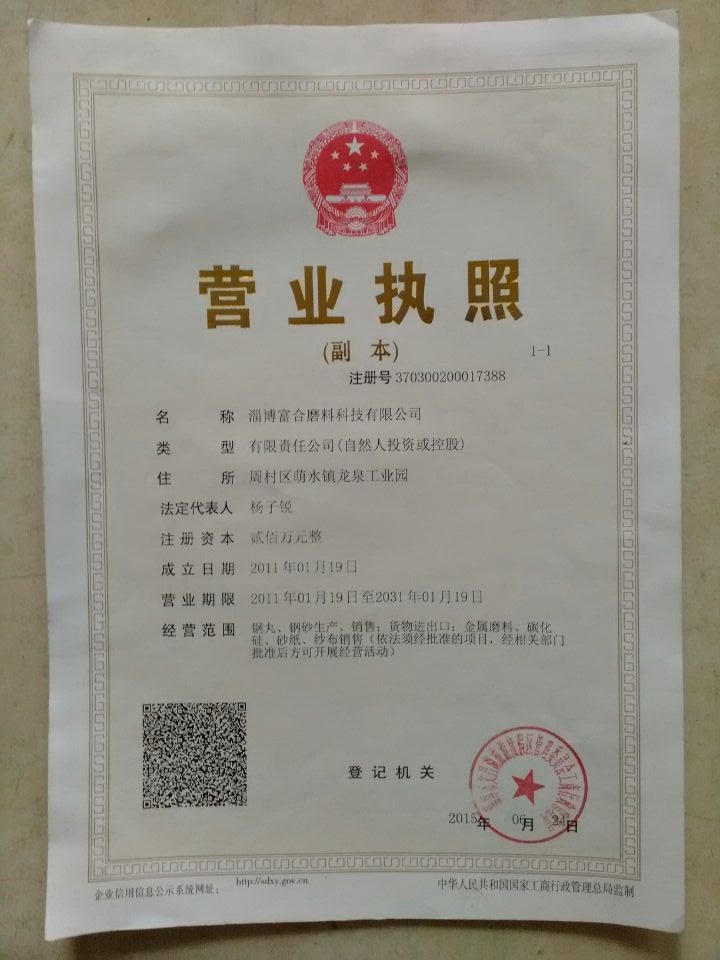 营业执照
(副 本)
1-1
注册号 370300200017388
名 称 淄博富合磨料科技有限公司
类 型 有限责任公司(自然人投资或控股)
住 所 周村区萌水镇龙泉工业园
法定代表人 杨子锐
注册资本 贰佰万元整
成立日期 2011年01月19日
营业期限 2011年01月19日至2031年01月19日
经营范围 钢丸、钢砂生产、销售；货物进出口；金属磨料、碳化
硅、砂纸、纱布销售（依法须经批准的项目，经相关部门
批准后方可开展经营活动）
登记机关
2015年 06月 24日
企业信用信息公示系统网址：
http://sdxy.gov.cn
中华人民共和国国家工商行政管理总局监制